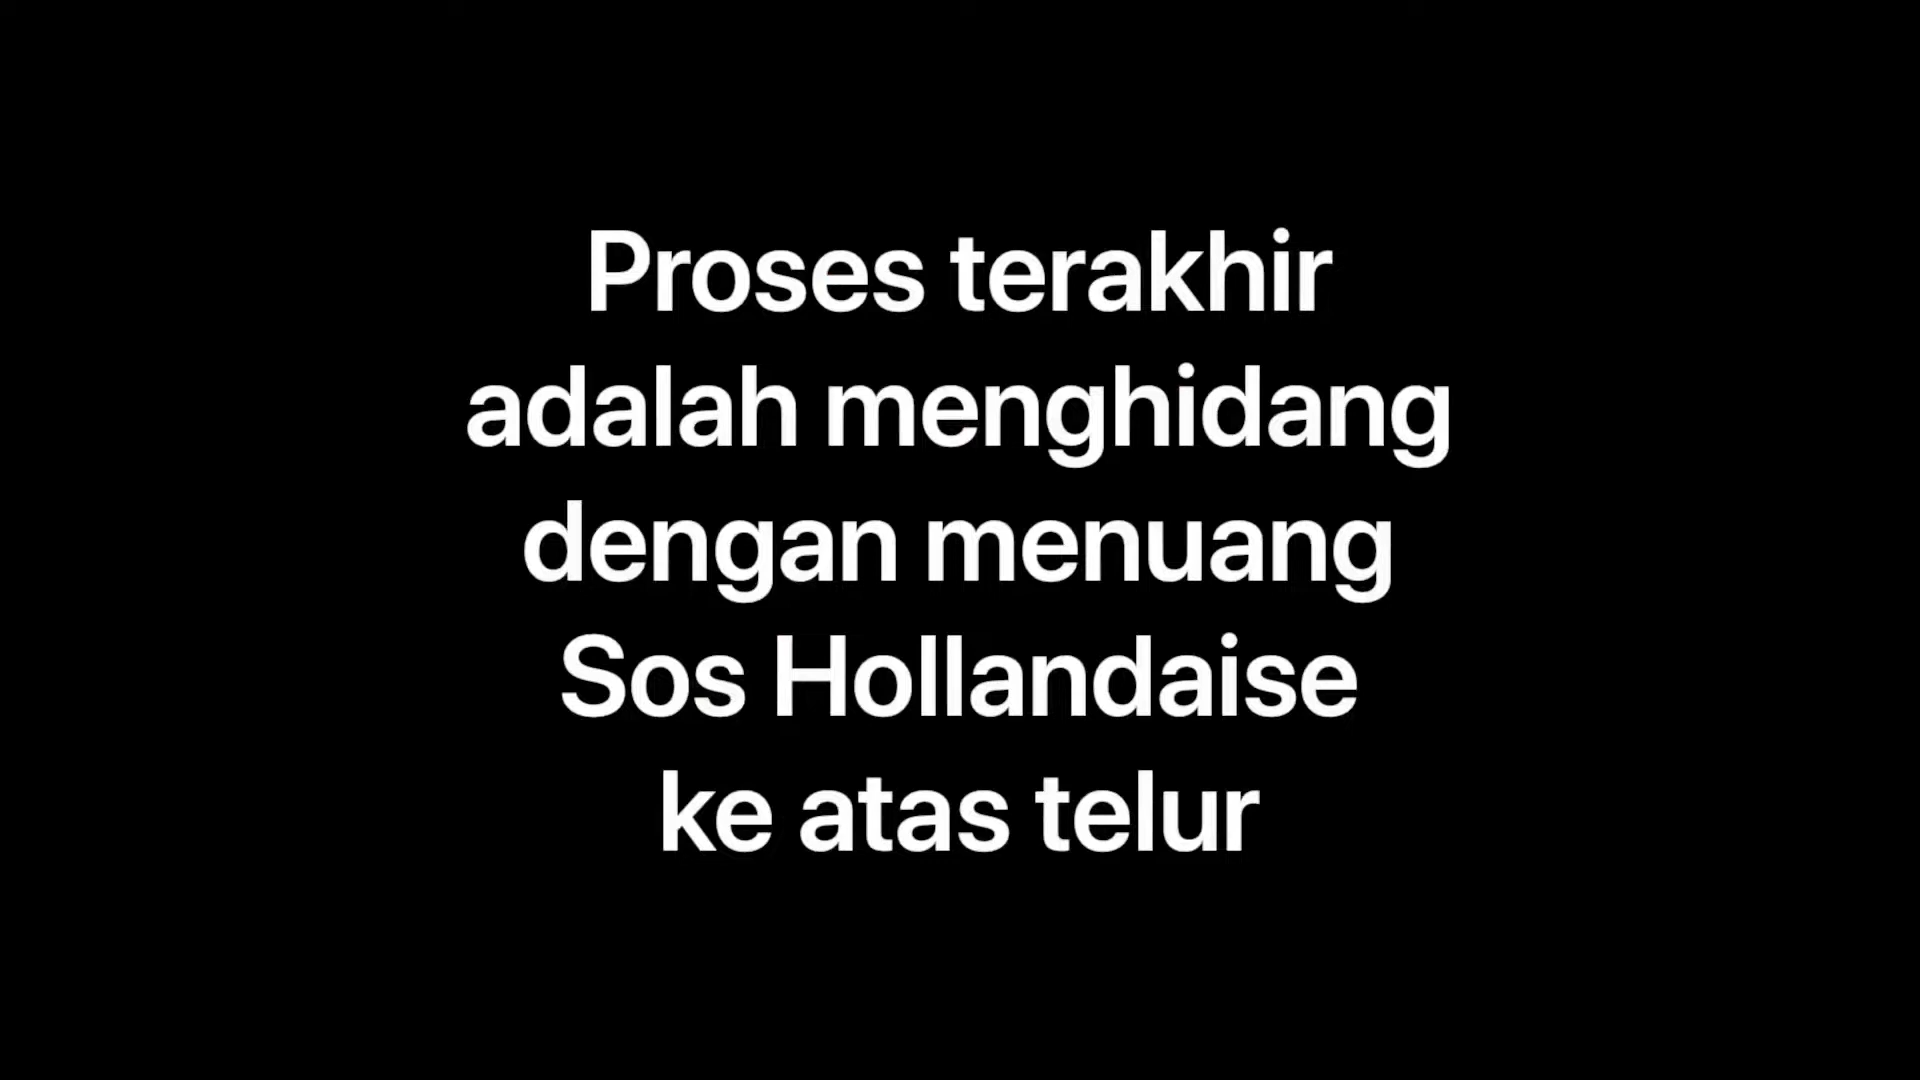 Proses terakhir
adalah menghidang
dengan menuang
Sos Hollandaise
ke atas telur